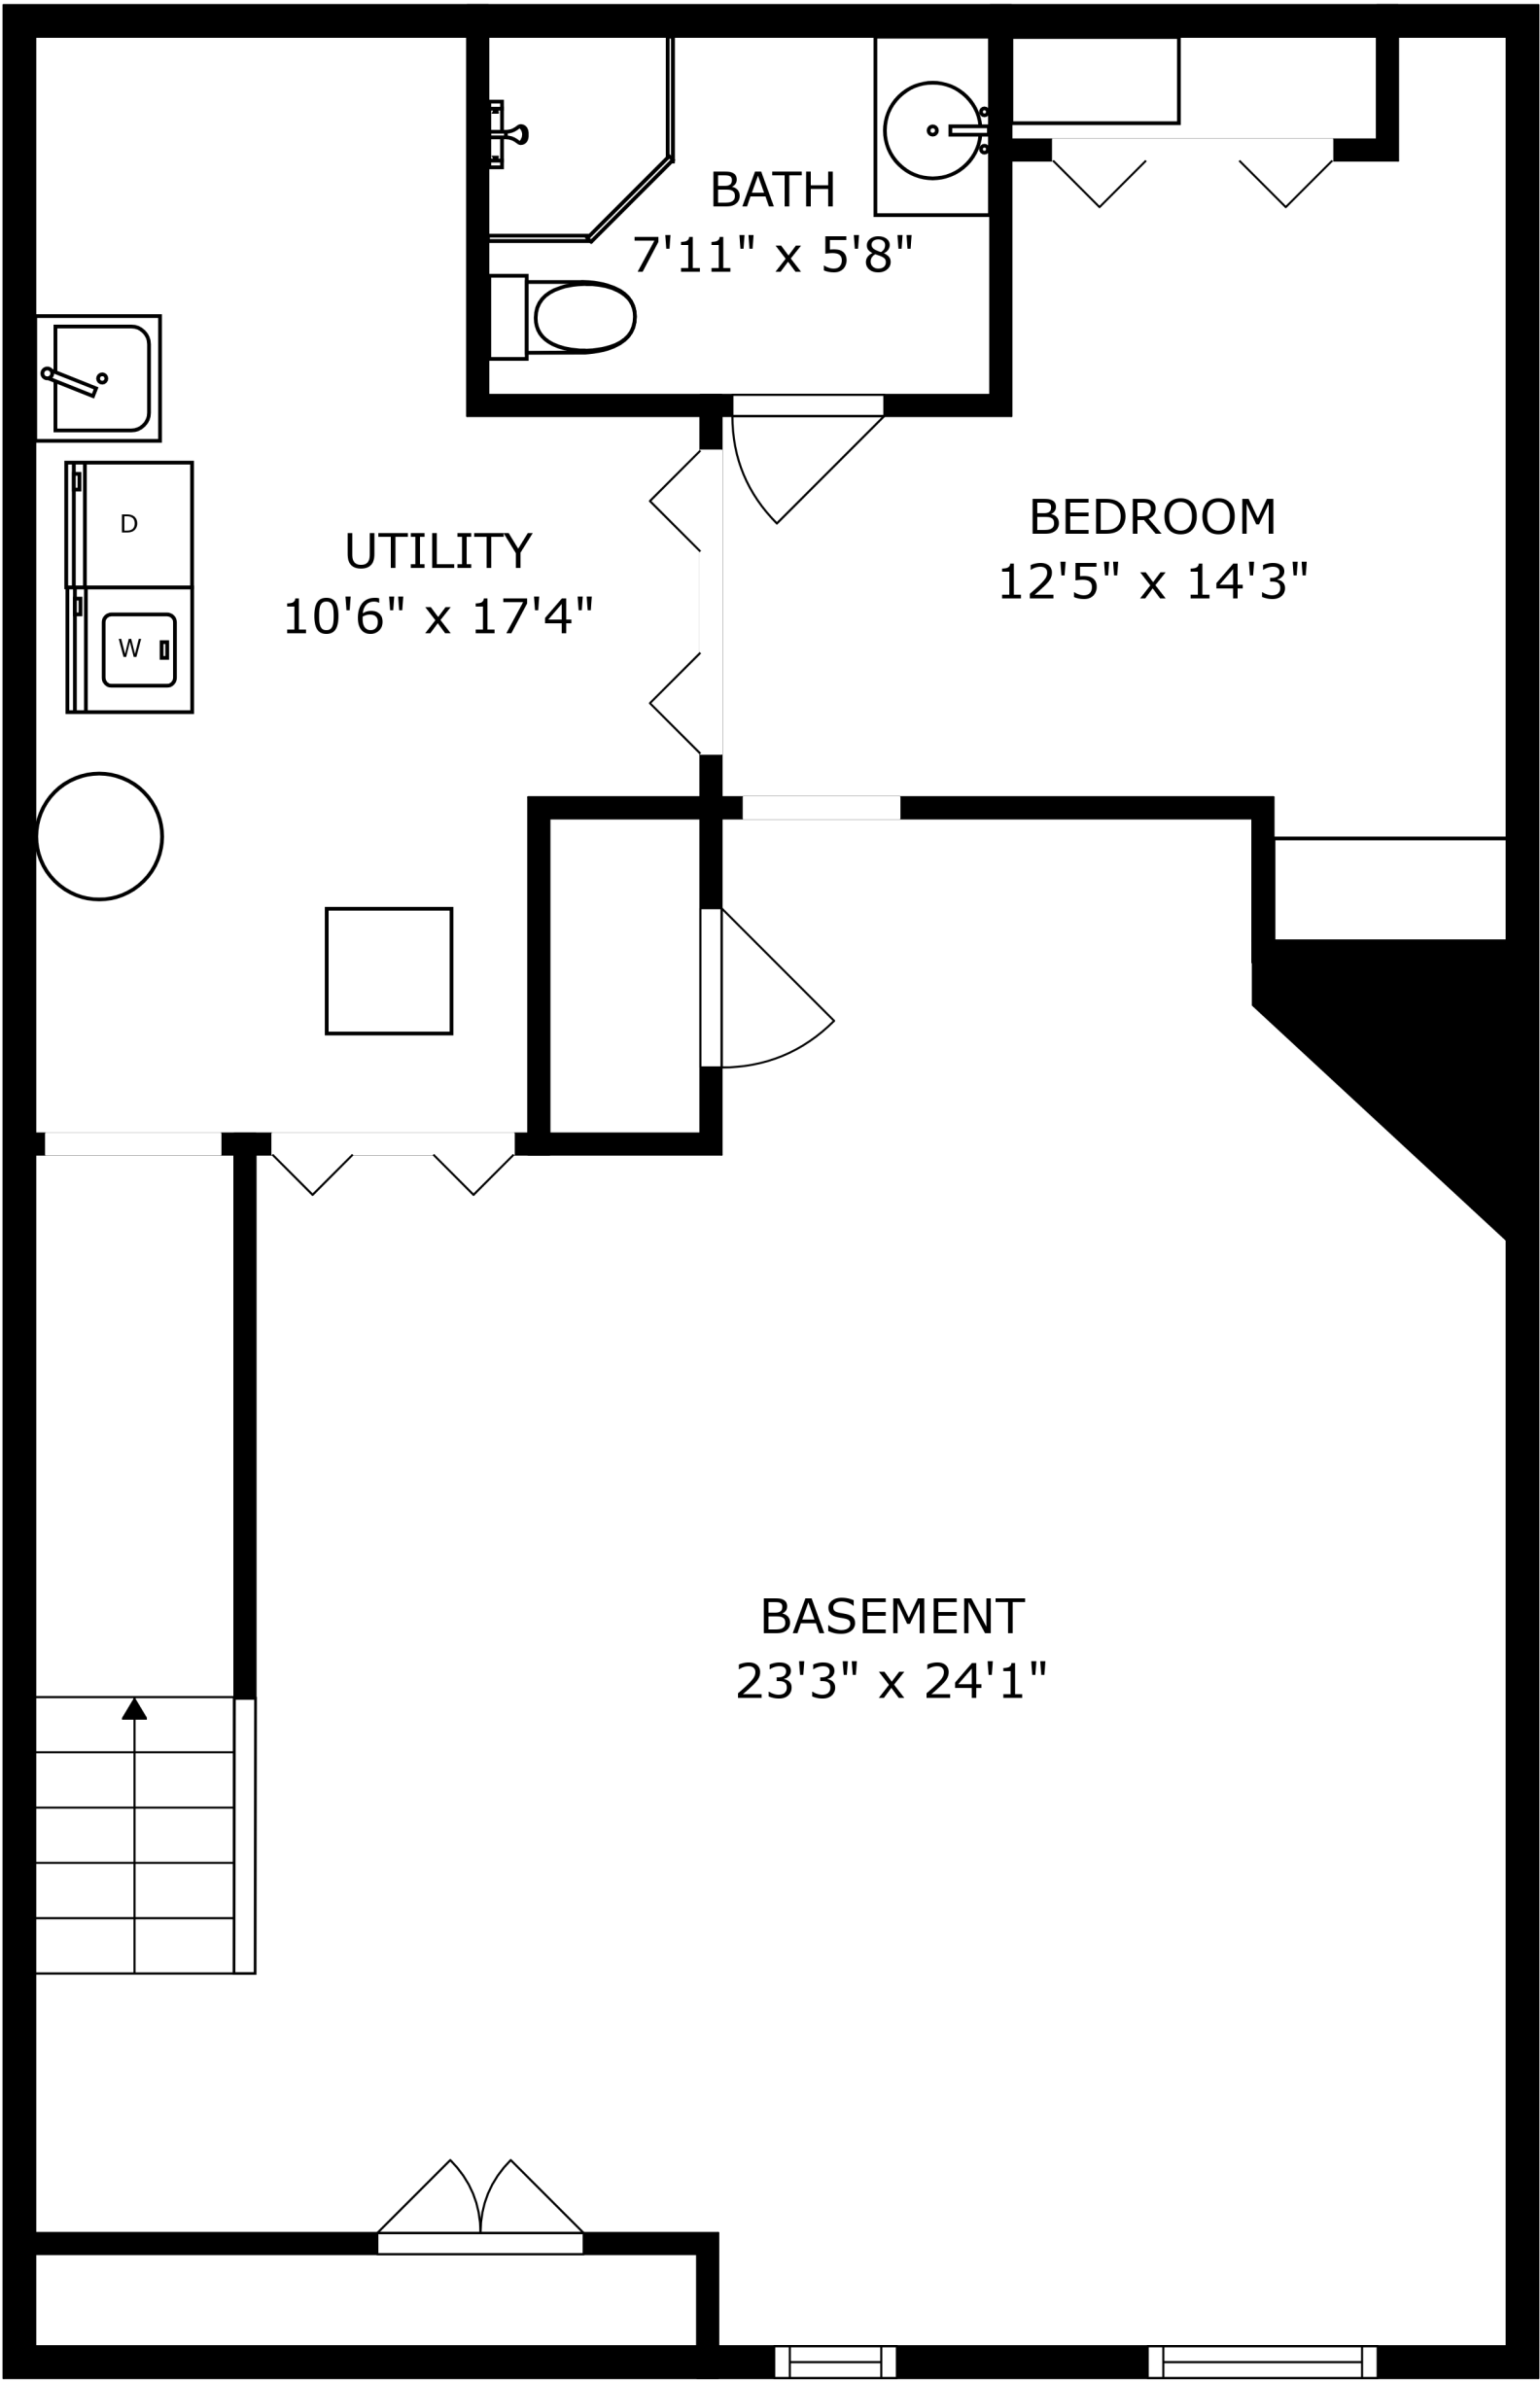 BATH
7'11" x 5'8"
BEDROOM
12'5" x 14'3"
UTILITY
10'6" x 17'4"
D
W
BASEMENT
23'3" x 24'1"